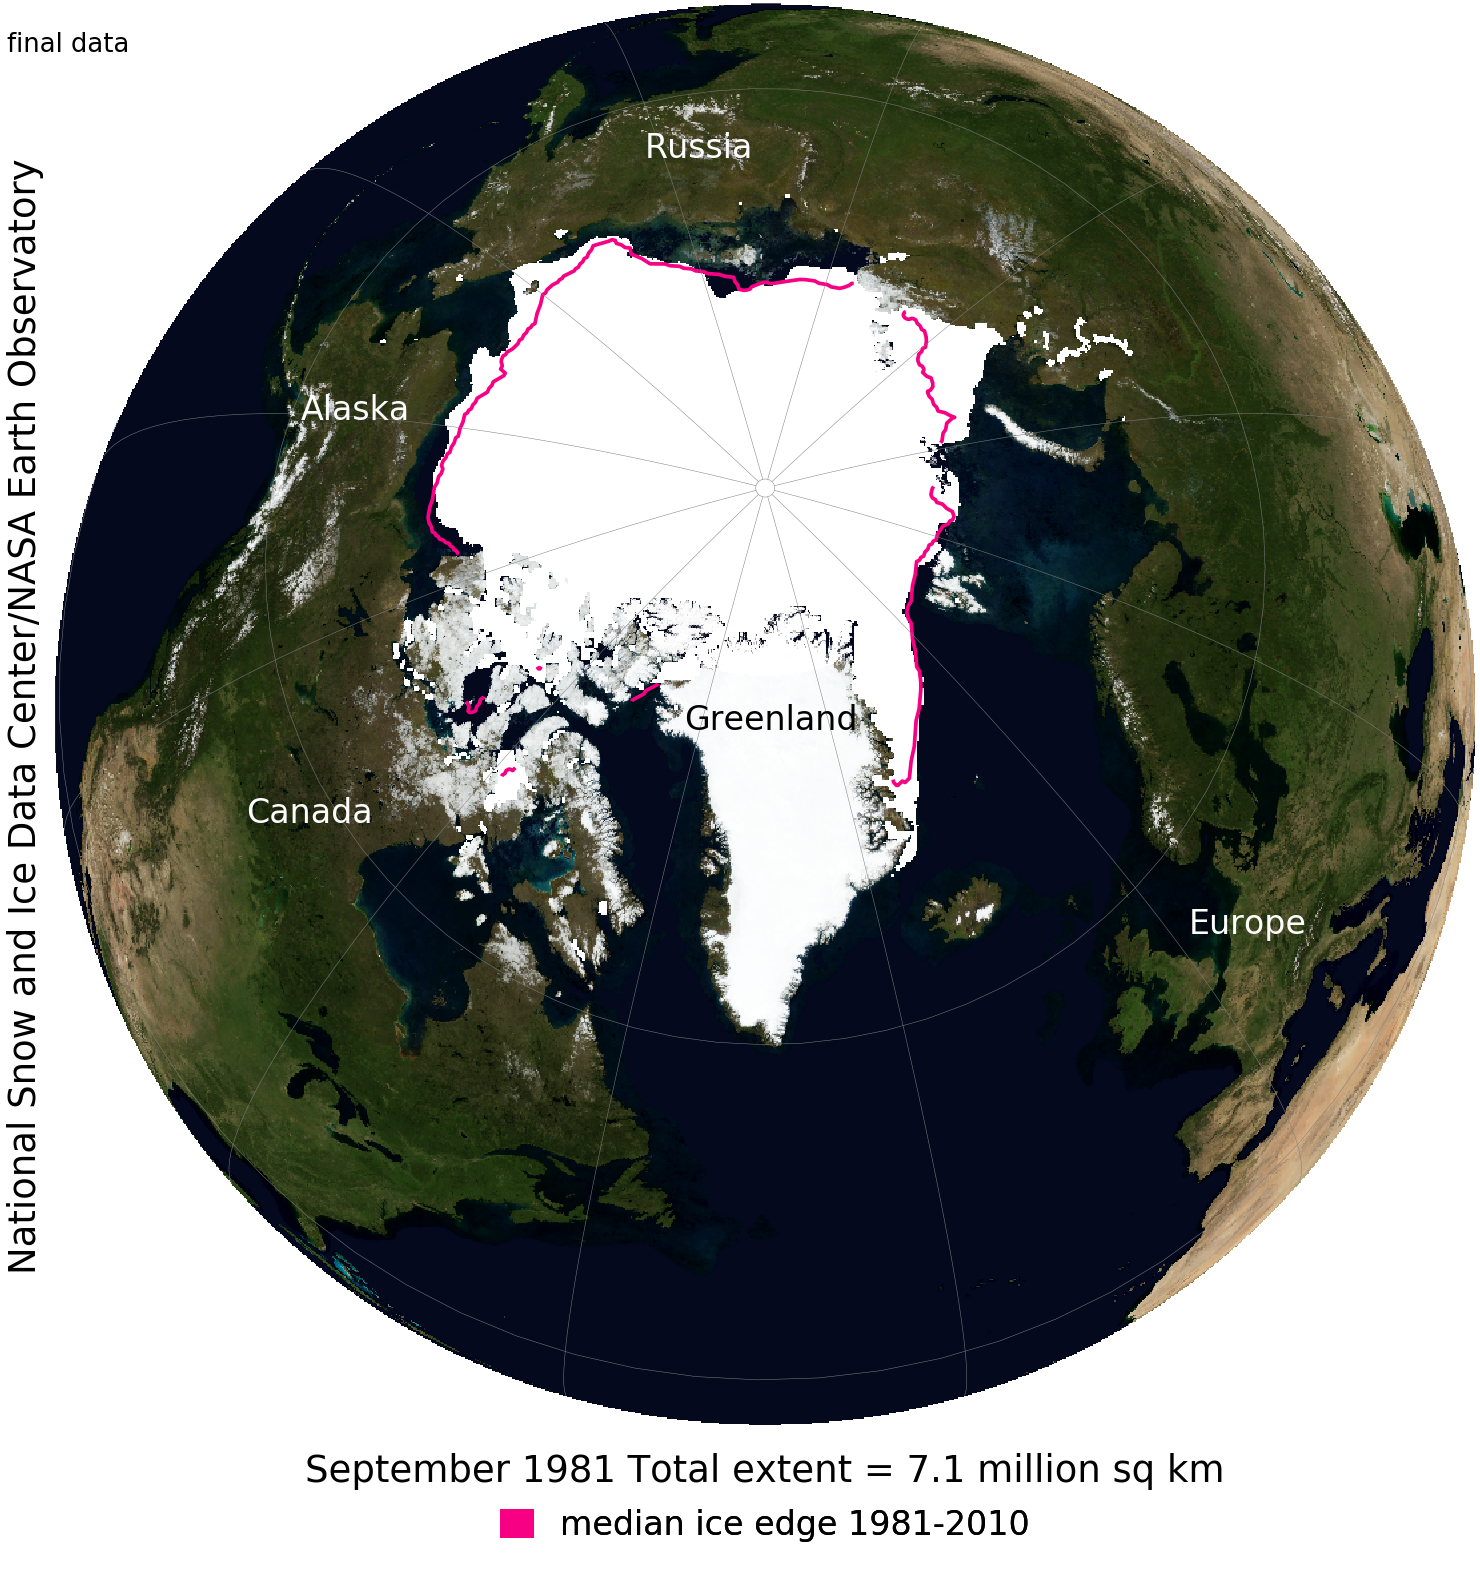 final data
National Snow and Ice Data Center/NASA Earth Observatory
Russia
Alaska
Greenland
Canada
Europe
September 1981 Total extent = 7.1 million sq km
median ice edge 1981-2010